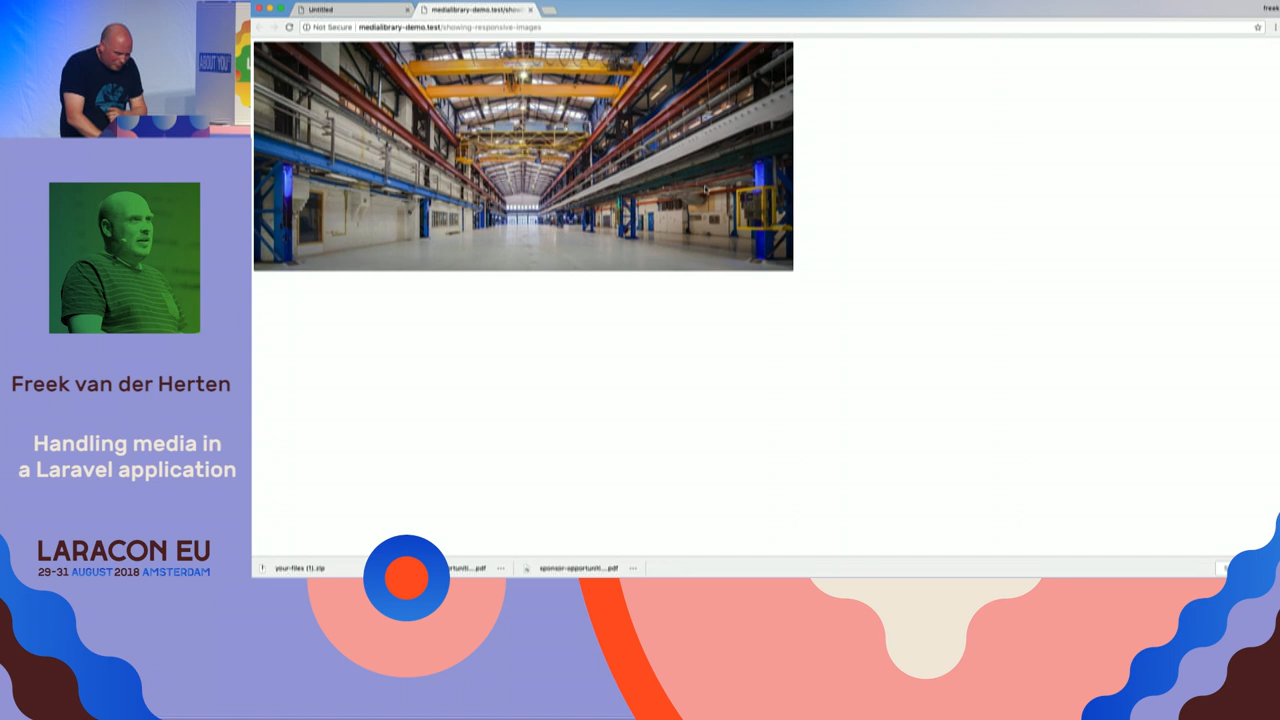 Untitled
medialibrary-demo.test/show
freek
Not Secure | medialibrary-demo.test/showing-responsive-images
ABOUT YOU
Freek van der Herten
Handling media in
a Laravel application
LARACON EU
29-31 AUGUST 2018 AMSTERDAM
your-files (1).zip
ortuniti....pdf
sponsor-opportuniti....pdf